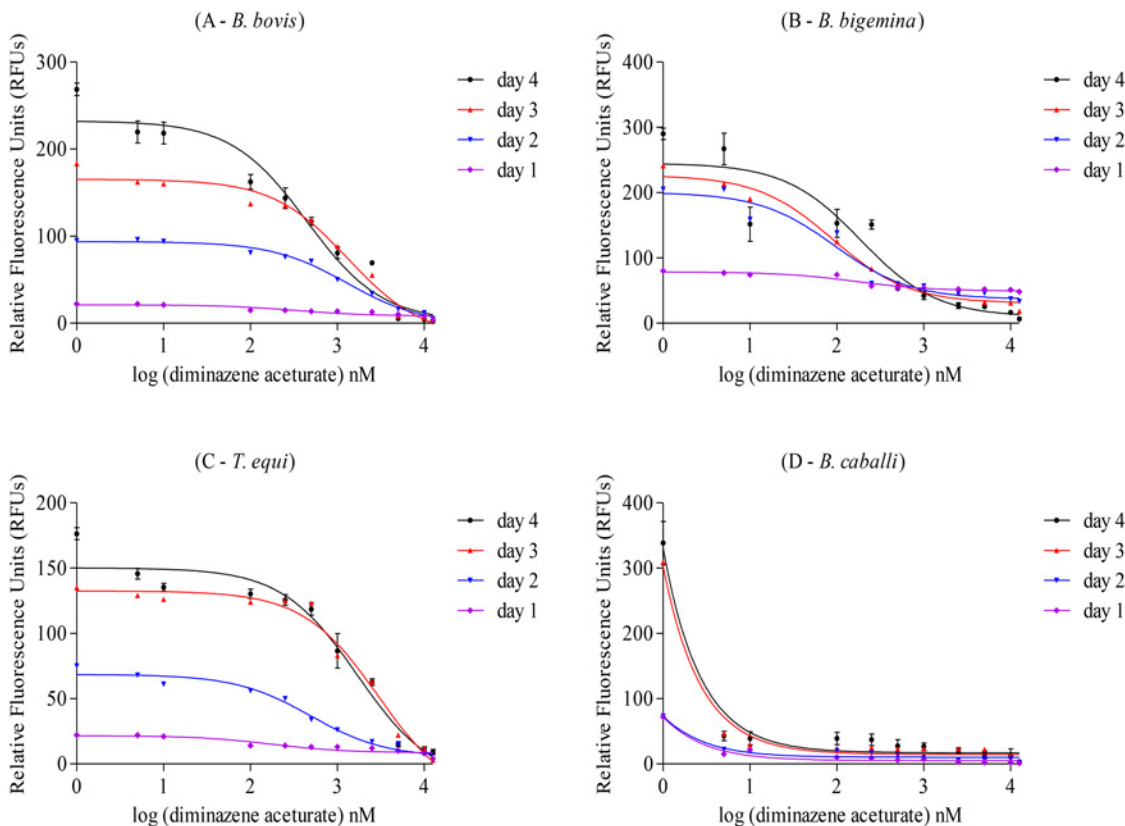 (A - B. bovis)
Relative Fluorescence Units (RFUs)
300
200
100
0
0 1 2 3 4
log (diminazene aceturate) nM
day 4
day 3
day 2
day 1
(B - B. bigemina)
Relative Fluorescence Units (RFUs)
400
300
200
100
0
0 1 2 3 4
log (diminazene aceturate) nM
day 4
day 3
day 2
day 1
(C - T. equi)
Relative Fluorescence Units (RFUs)
200
150
100
50
0
0 1 2 3 4
log (diminazene aceturate) nM
day 4
day 3
day 2
day 1
(D - B. caballi)
Relative Fluorescence Units (RFUs)
400
300
200
100
0
0 1 2 3 4
log (diminazene aceturate) nM
day 4
day 3
day 2
day 1